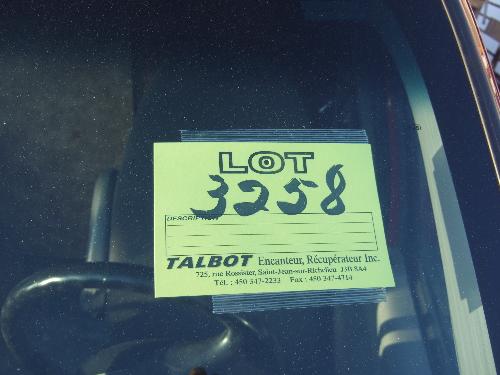 LOT
3258
DESCRIPTION
TALBOT Encanteur, Récupérateur Inc.
725, rue Rossiter, Saint-Jean-sur-Richelieu J3B 8A4
Tél.: 450 347-2233 Fax: 450 347-4714